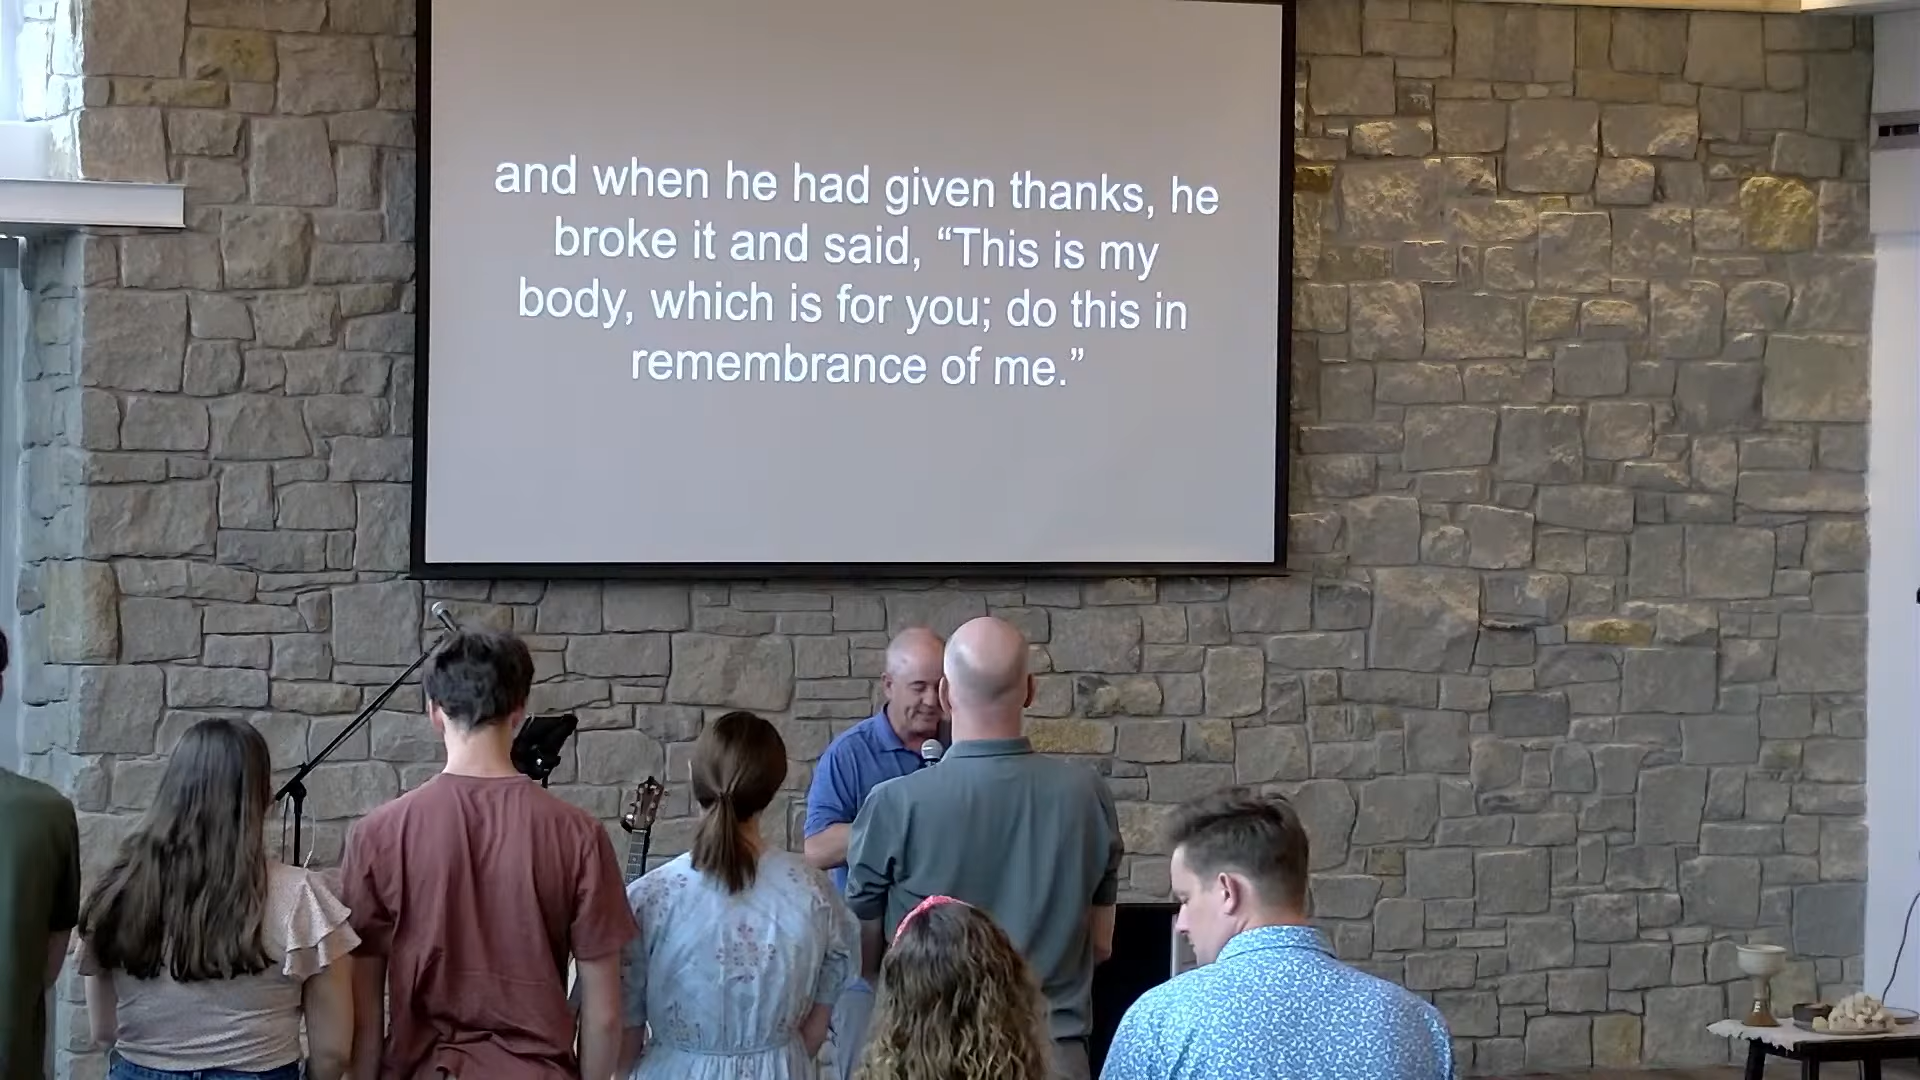 and when he had given thanks, he
broke it and said, “This is my
body, which is for you; do this in
remembrance of me.”